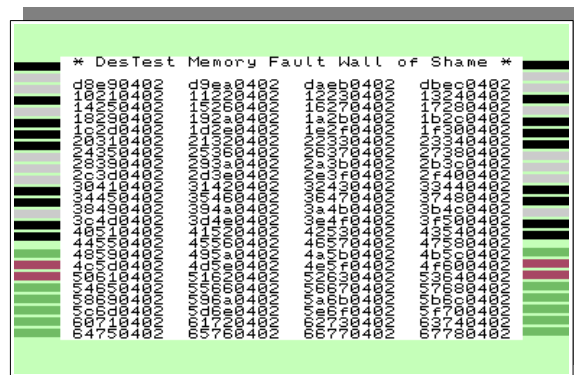 * DesTest Memory Fault Wall of Shame *
d8e90402 d9ea0402 daeb0402 dbec0402
10210402 11220402 12230402 13240402
14250402 15260402 16270402 17280402
18290402 192a0402 1a2b0402 1b2c0402
1c2d0402 1d2e0402 1e2f0402 1f300402
20310402 21320402 22330402 23340402
24350402 25360402 26370402 27380402
28390402 293a0402 2a3b0402 2b3c0402
2c3d0402 2d3e0402 2e3f0402 2f400402
30410402 31420402 32430402 33440402
34450402 35460402 36470402 37480402
38490402 394a0402 3a4b0402 3b4c0402
3c4d0402 3d4e0402 3e4f0402 3f500402
40510402 41520402 42530402 43540402
44550402 45560402 46570402 47580402
48590402 495a0402 4a5b0402 4b5c0402
4c5d0402 4d5e0402 4e5f0402 4f600402
50610402 51620402 52630402 53640402
54650402 55660402 56670402 57680402
58690402 596a0402 5a6b0402 5b6c0402
5c6d0402 5d6e0402 5e6f0402 5f700402
60710402 61720402 62730402 63740402
64750402 65760402 66770402 67780402